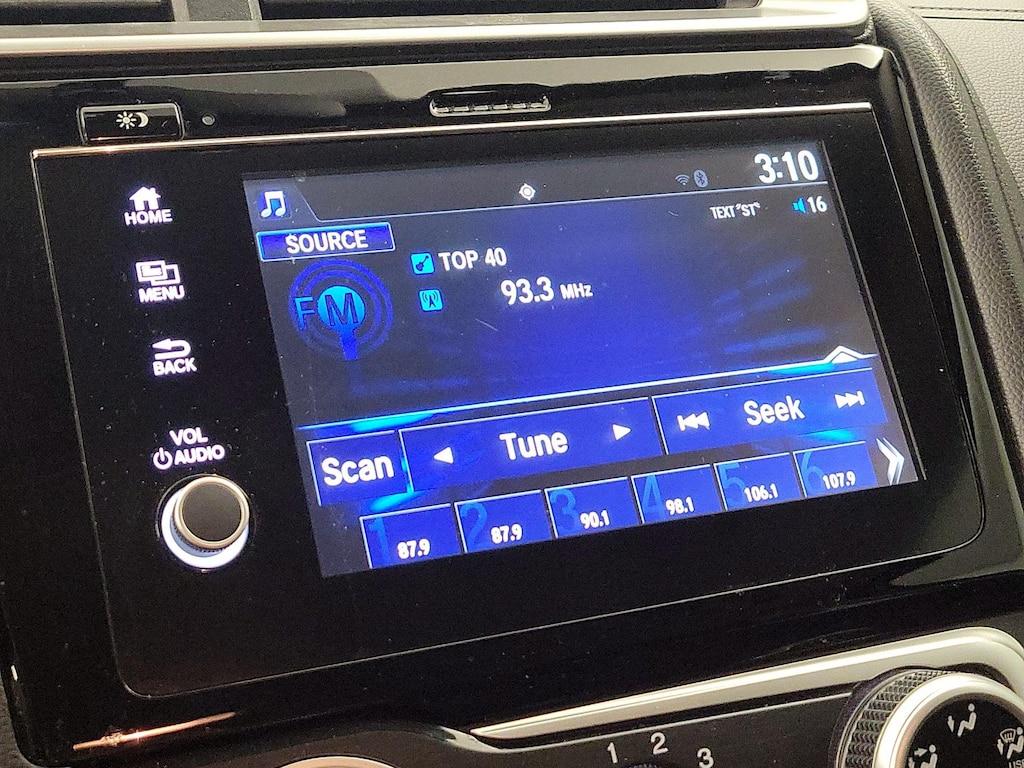 3:10
TEXT "ST" 16
HOME
SOURCE
TOP 40
FM
93.3 MHz
MENU
BACK
VOL
AUDIO
Scan Tune Seek
1 87.9
2 87.9
3 90.1
4 98.1
5 106.1
6 107.9
1 2 3